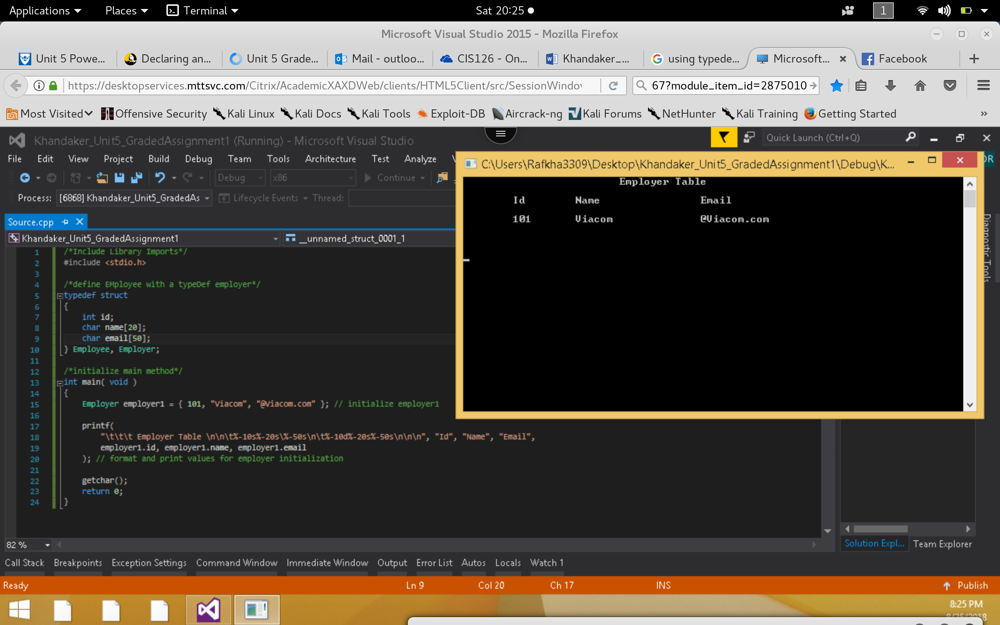 Applications Places Terminal Sat 20:25 1
Microsoft Visual Studio 2015 - Mozilla Firefox
Unit 5 Powe... Declaring an... Unit 5 Grade... Mail - outloo... CIS126 - On... Khandaker_... using typede... Microsoft... Facebook
https://desktopservices.mttsvc.com/Citrix/AcademicXAXDWeb/clients/HTML5Client/src/SessionWindov 67?module_item_id=2875010
Most Visited Offensive Security Kali Linux Kali Docs Kali Tools Exploit-DB Aircrack-ng Kali Forums NetHunter Kali Training Getting Started »
Khandaker_Unit5_GradedAssignment1 (Running) - Microsoft Visual Studio Quick Launch (Ctrl+Q)
File Edit View Project Build Debug Team Tools Architecture Test Analyze
Debug x86 Continue
Process: [6868] Khandaker_Unit5_GradedAs Lifecycle Events Thread:
Source.cpp
Khandaker_Unit5_GradedAssignment1 __unnamed_struct_0001_1
1 /*Include Library Imports*/
2 #include <stdio.h>
3
4 /*define EMployee with a typeDef employer*/
5 typedef struct
6 {
7 int id;
8 char name[20];
9 char email[50];
10 } Employee, Employer;
11
12 /*initialize main method*/
13 int main( void )
14 {
15 Employer employer1 = { 101, "Viacom", "@Viacom.com" }; // initialize employer1
16
17 printf(
18 "\t\t\t Employer Table \n\n\t%-10s%-20s\%-50s\n\t%-10d%-20s%-50s\n\n\n", "Id", "Name", "Email",
19 employer1.id, employer1.name, employer1.email
20 ); // format and print values for employer initialization
21
22 getchar();
23 return 0;
24 }
C:\Users\Rafkha3309\Desktop\Khandaker_Unit5_GradedAssignment1\Debug\K...
Employer Table
Id Name Email
101 Viacom @Viacom.com
Diagnostic Tools
82 %
Solution Expl... Team Explorer
Call Stack Breakpoints Exception Settings Command Window Immediate Window Output Error List Autos Locals Watch 1
Ready Ln 9 Col 20 Ch 17 INS Publish
8:25 PM
8/25/2018